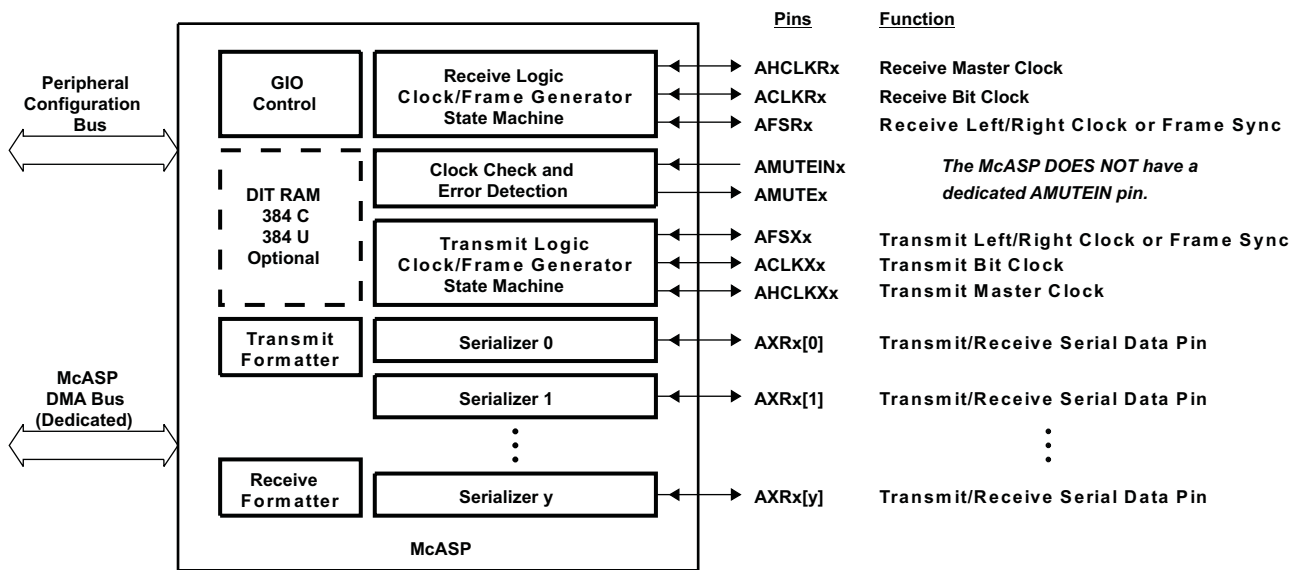 Pins Function
Peripheral
Configuration
Bus
GIO
Control
Receive Logic
Clock/Frame Generator
State Machine
AHCLKRx Receive Master Clock
ACLKRx Receive Bit Clock
AFSRx Receive Left/Right Clock or Frame Sync
DIT RAM
384 C
384 U
Optional
Clock Check and
Error Detection
AMUTEINx
AMUTEx
The McASP DOES NOT have a
dedicated AMUTEIN pin.
Transmit Logic
Clock/Frame Generator
State Machine
AFSXx Transmit Left/Right Clock or Frame Sync
ACLKXx Transmit Bit Clock
AHCLKXx Transmit Master Clock
Transmit
Formatter
Serializer 0
AXRx[0] Transmit/Receive Serial Data Pin
McASP
DMA Bus
(Dedicated)
Serializer 1
AXRx[1] Transmit/Receive Serial Data Pin
Receive
Formatter
Serializer y
AXRx[y] Transmit/Receive Serial Data Pin
McASP